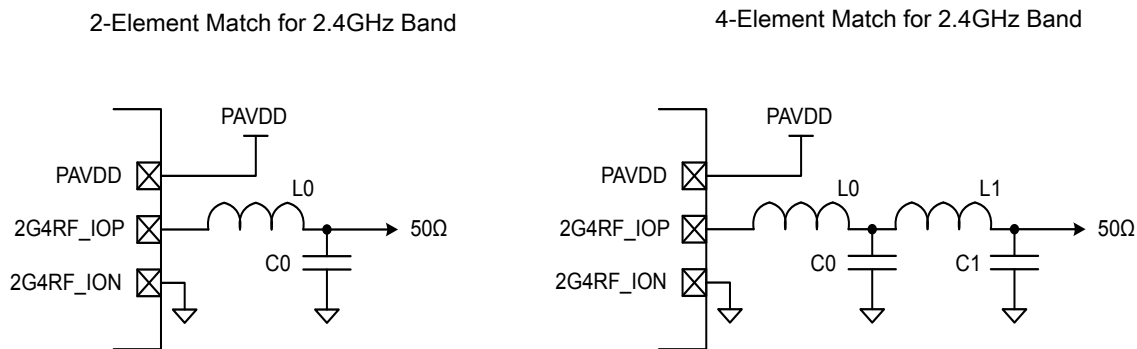 2-Element Match for 2.4GHz Band
4-Element Match for 2.4GHz Band
PAVDD
PAVDD
L0
2G4RF_IOP
50Ω
C0
2G4RF_ION
PAVDD
PAVDD
L0
L1
2G4RF_IOP
50Ω
C0
C1
2G4RF_ION